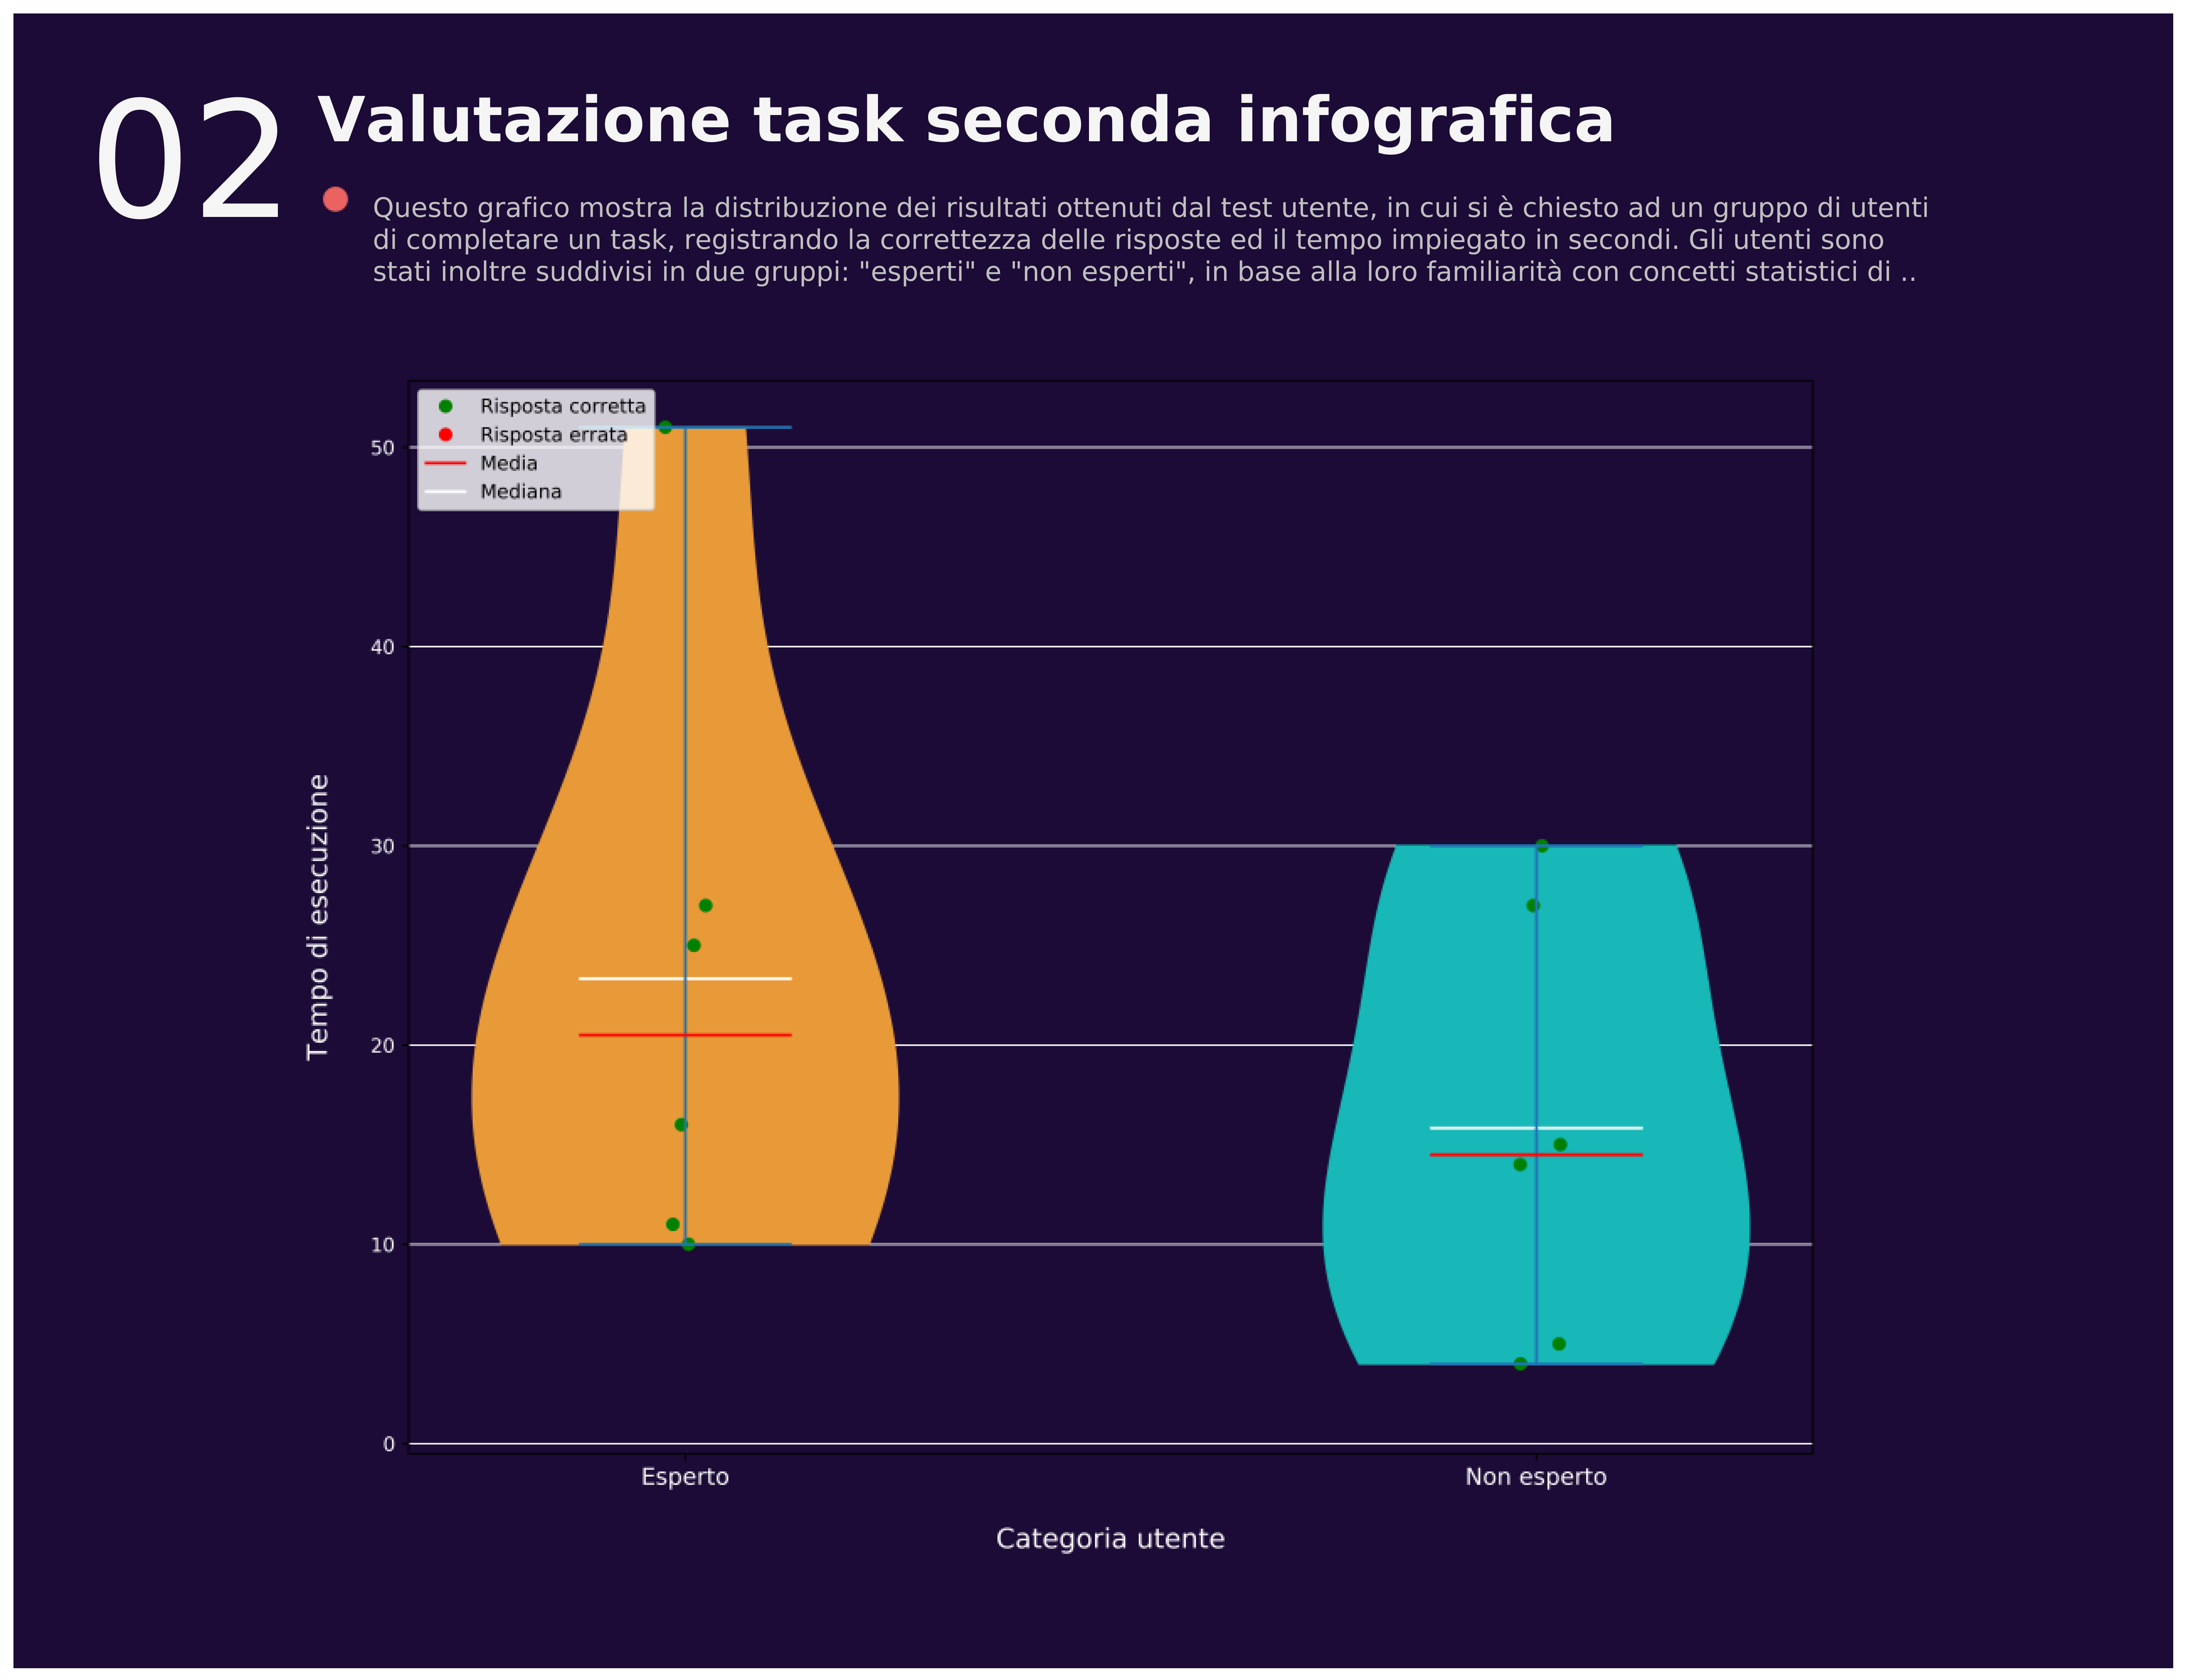 02
Valutazione task seconda infografica
Questo grafico mostra la distribuzione dei risultati ottenuti dal test utente, in cui si è chiesto ad un gruppo di utenti
di completare un task, registrando la correttezza delle risposte ed il tempo impiegato in secondi. Gli utenti sono
stati inoltre suddivisi in due gruppi: "esperti" e "non esperti", in base alla loro familiarità con concetti statistici di ..
Risposta corretta
Risposta errata
Media
Mediana
50
40
30
20
10
0
Tempo di esecuzione
Esperto
Non esperto
Categoria utente